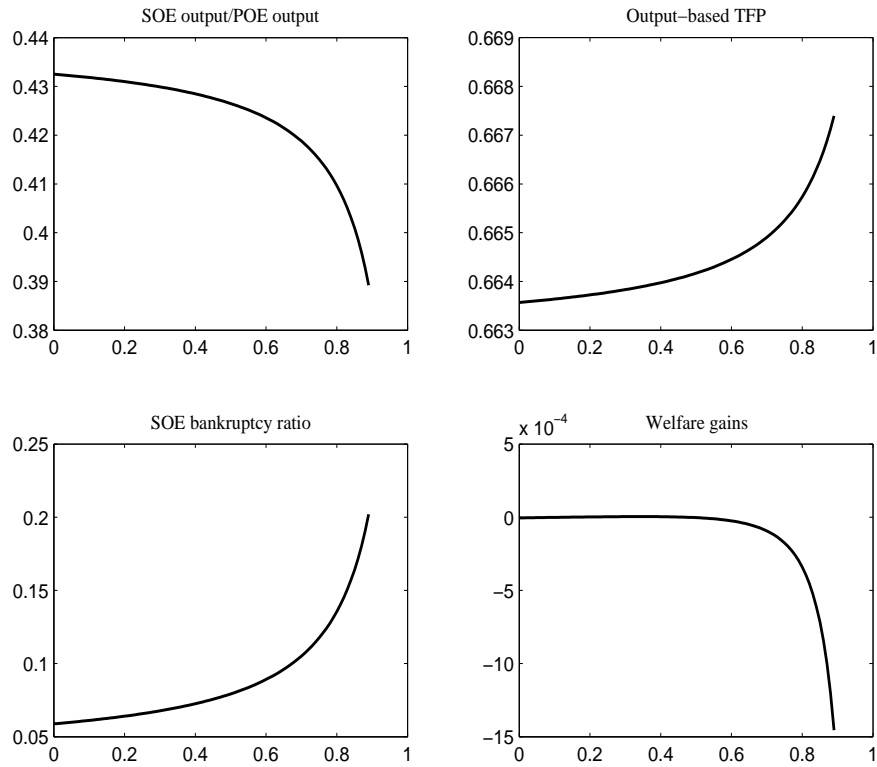 SOE output/POE output
0.44
0.43
0.42
0.41
0.4
0.39
0.38
0 0.2 0.4 0.6 0.8 1
Output−based TFP
0.669
0.668
0.667
0.666
0.665
0.664
0.663
0 0.2 0.4 0.6 0.8 1
SOE bankruptcy ratio
0.25
0.2
0.15
0.1
0.05
0 0.2 0.4 0.6 0.8 1
Welfare gains
x 10−4
5
0
−5
−10
−15
0 0.2 0.4 0.6 0.8 1